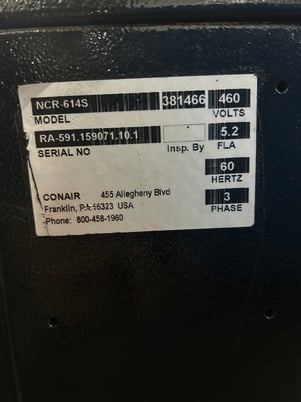 NCR-614S 381466 460
MODEL VOLTS
RA-591.159071.10.1 5.2
SERIAL NO Insp. By FLA
60
HERTZ
CONAIR 455 Allegheny Blvd 3
Franklin, PA 16323 USA PHASE
Phone: 800-458-1960